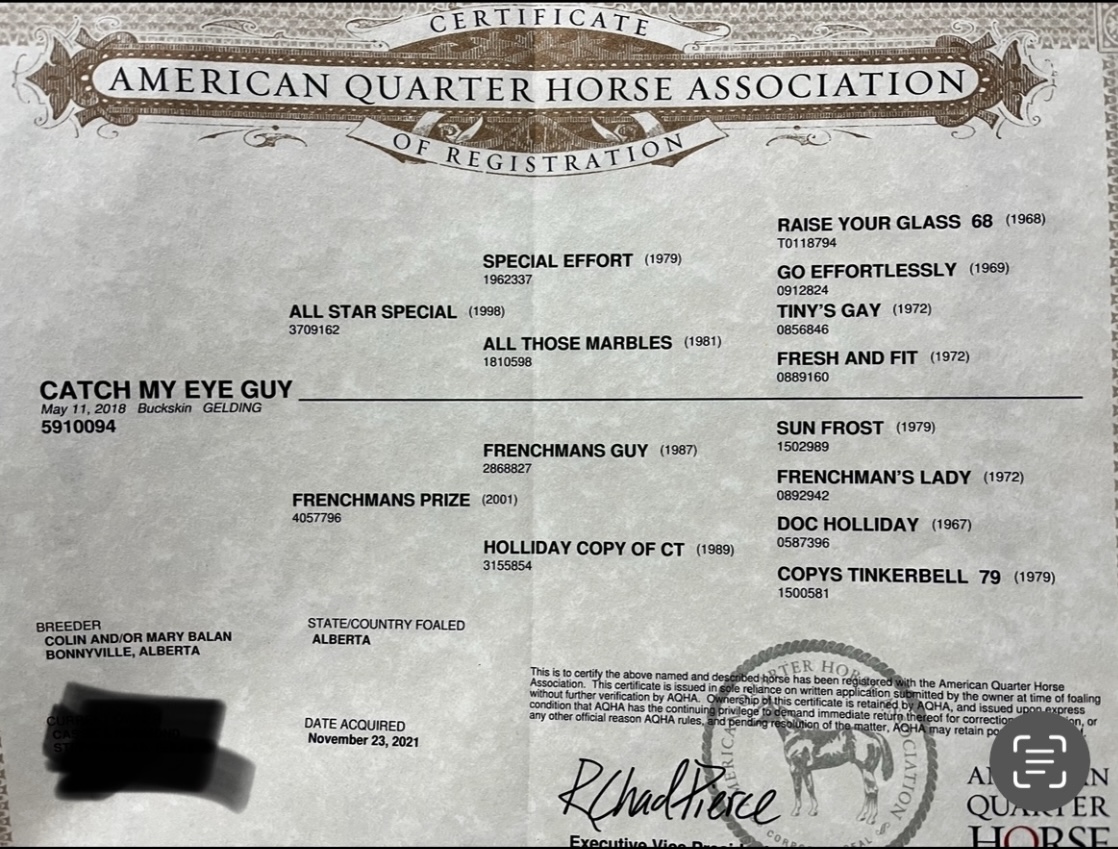 CERTIFICATE
AMERICAN QUARTER HORSE ASSOCIATION
OF REGISTRATION
RAISE YOUR GLASS 68 (1968)
T0118794
SPECIAL EFFORT (1979)
1962337
GO EFFORTLESSLY (1969)
0912824
ALL STAR SPECIAL (1998)
3709162
TINY'S GAY (1972)
0856846
ALL THOSE MARBLES (1981)
1810598
FRESH AND FIT (1972)
0889160
CATCH MY EYE GUY
May 11, 2018 Buckskin GELDING
5910094
SUN FROST (1979)
1502989
FRENCHMANS GUY (1987)
2868827
FRENCHMAN'S LADY (1972)
0892942
FRENCHMANS PRIZE (2001)
4057796
DOC HOLLIDAY (1967)
0587396
HOLLIDAY COPY OF CT (1989)
3155854
COPYS TINKERBELL 79 (1979)
1500581
BREEDER
COLIN AND/OR MARY BALAN
BONNYVILLE, ALBERTA
STATE/COUNTRY FOALED
ALBERTA
DATE ACQUIRED
November 23, 2021
This is to certify the above named and described horse has been registered with the American Quarter Horse
Association. This certificate is issued in sole reliance on written application submitted by the owner at time of foaling
without further verification by AQHA. Ownership of this certificate is retained by AQHA, and issued upon express
condition that AQHA has the continuing privilege to demand immediate return thereof for correction or
any other official reason AQHA rules, and pending resolution of the matter, AQHA may retain
R Chad Pierce
Executive Vice
QUARTER
HORSE